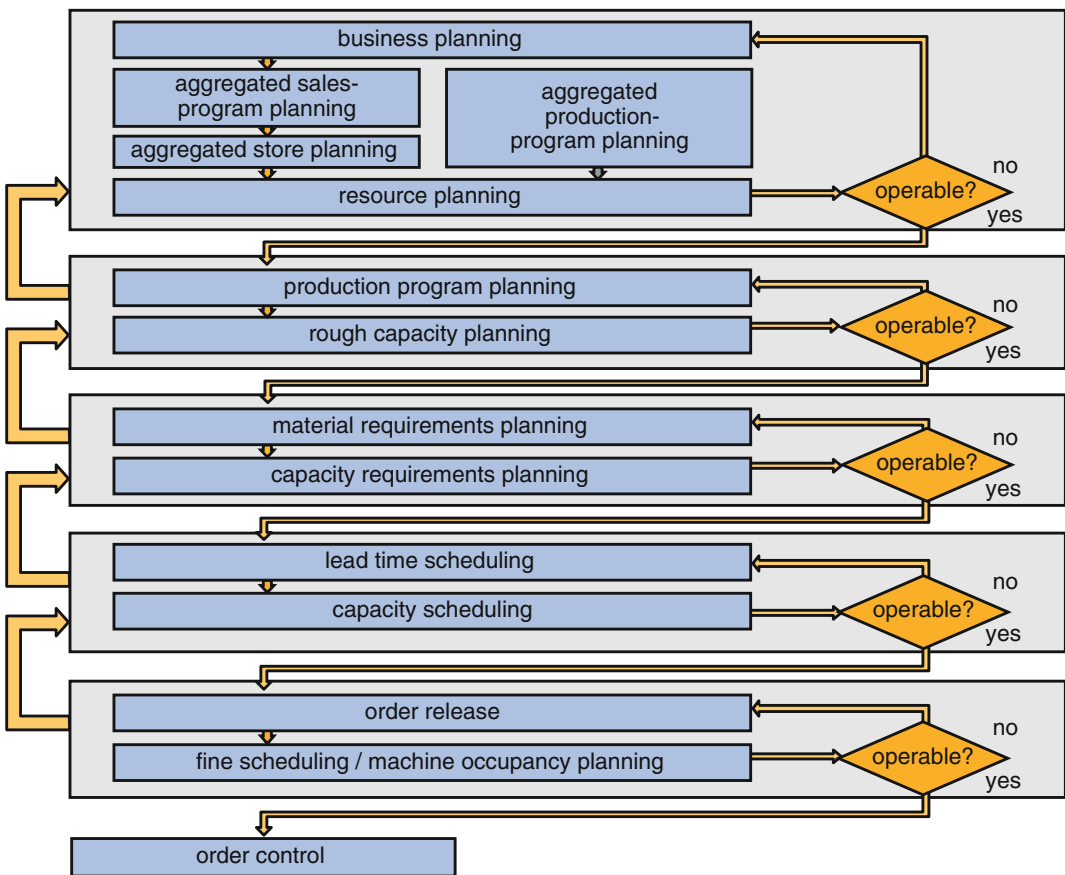 business planning
aggregated sales-
program planning
aggregated
production-
program planning
aggregated store planning
resource planning
operable?
no
yes
production program planning
rough capacity planning
operable?
no
yes
material requirements planning
capacity requirements planning
operable?
no
yes
lead time scheduling
capacity scheduling
operable?
no
yes
order release
fine scheduling / machine occupancy planning
operable?
no
yes
order control